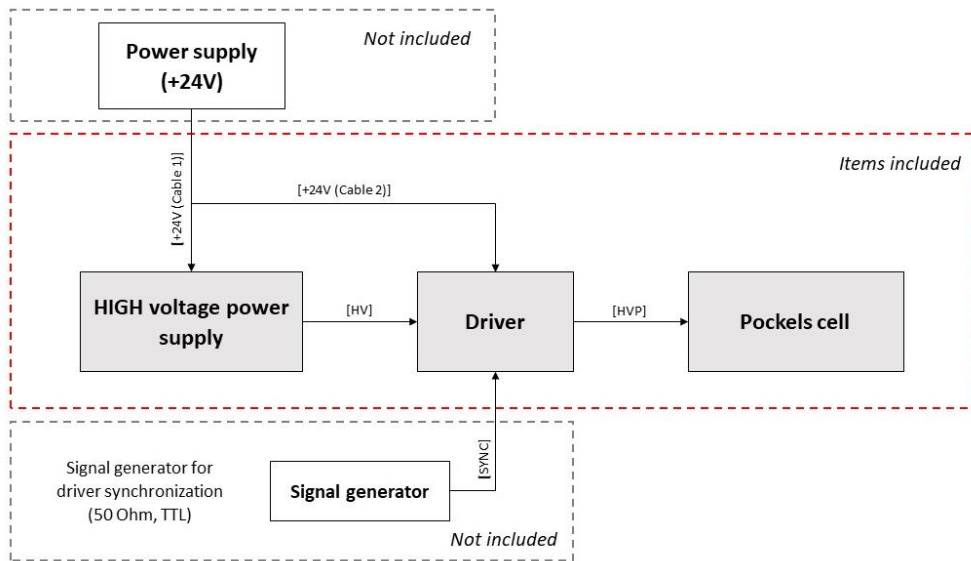 Not included
Power supply
(+24V)
Items included
[+24V (Cable 1)]
[+24V (Cable 2)]
HIGH voltage power
supply
[HV]
Driver
[HVP]
Pockels cell
[SYNC]
Signal generator for
driver synchronization
(50 Ohm, TTL)
Signal generator
Not included